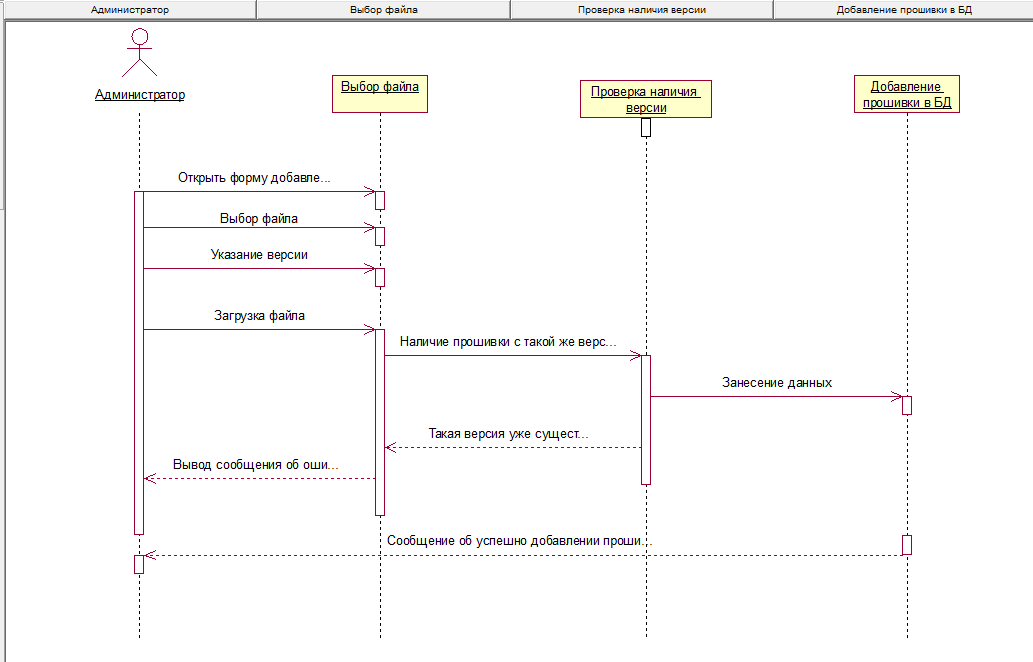 Администратор
Выбор файла
Проверка наличия версии
Добавление прошивки в БД
Администратор
Выбор файла
Проверка наличия
версии
Добавление
прошивки в БД
Открыть форму добавле...
Выбор файла
Указание версии
Загрузка файла
Наличие прошивки с такой же верс...
Занесение данных
Такая версия уже сущест...
Вывод сообщения об оши...
Сообщение об успешно добавлении проши...